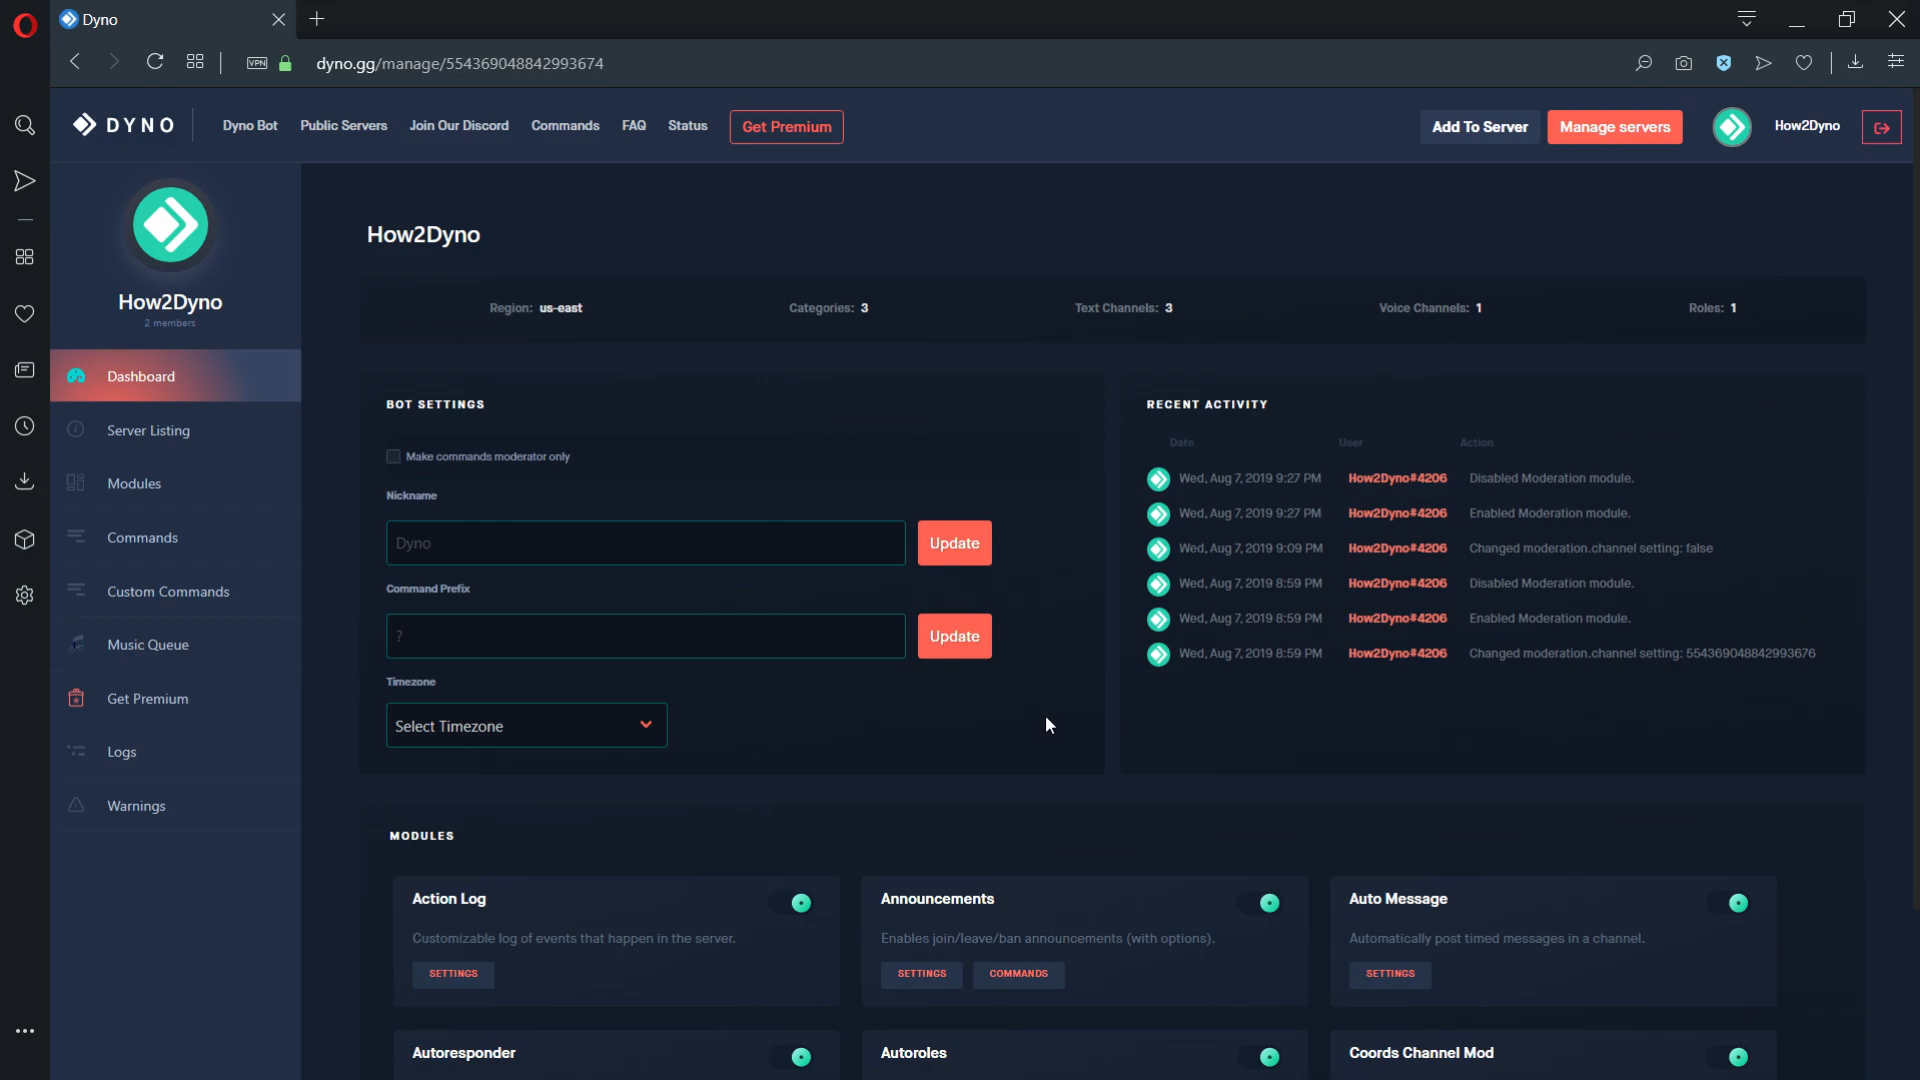 Dyno
VPN
dyno.gg/manage/554369048842993674
DYNO
Dyno Bot
Public Servers
Join Our Discord
Commands
FAQ
Status
Get Premium
Add To Server
Manage servers
How2Dyno
How2Dyno
2 members
Dashboard
Server Listing
Modules
Commands
Custom Commands
Music Queue
Get Premium
Logs
Warnings
How2Dyno
Region: us-east
Categories: 3
Text Channels: 3
Voice Channels: 1
Roles: 1
BOT SETTINGS
Make commands moderator only
Nickname
Dyno
Update
Command Prefix
?
Update
Timezone
Select Timezone
RECENT ACTIVITY
Date User Action
Wed, Aug 7, 2019 9:27 PM How2Dyno#4206 Disabled Moderation module.
Wed, Aug 7, 2019 9:27 PM How2Dyno#4206 Enabled Moderation module.
Wed, Aug 7, 2019 9:09 PM How2Dyno#4206 Changed moderation.channel setting: false
Wed, Aug 7, 2019 8:59 PM How2Dyno#4206 Disabled Moderation module.
Wed, Aug 7, 2019 8:59 PM How2Dyno#4206 Enabled Moderation module.
Wed, Aug 7, 2019 8:59 PM How2Dyno#4206 Changed moderation.channel setting: 554369048842993676
MODULES
Action Log
Customizable log of events that happen in the server.
SETTINGS
Announcements
Enables join/leave/ban announcements (with options).
SETTINGS
COMMANDS
Auto Message
Automatically post timed messages in a channel.
SETTINGS
Autoresponder
Autoroles
Coords Channel Mod